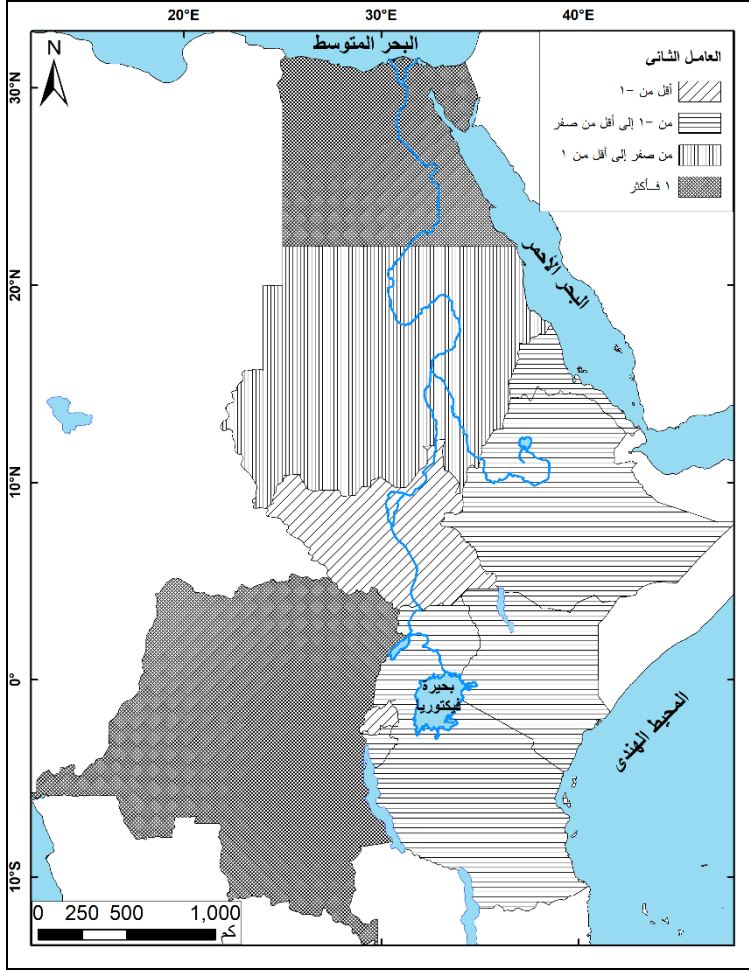 20°E 30°E 40°E
البحر المتوسط
N
العامل الثانى
أقل من -١
من -١ إلى أقل من صفر
من صفر إلى أقل من ١
١ فــأكثر
30°N
البحر الأحمر
20°N
10°N
0°
بحيرة
فيكتوريا
المحيط الهندى
10°S
0 250 500 1,000
كم